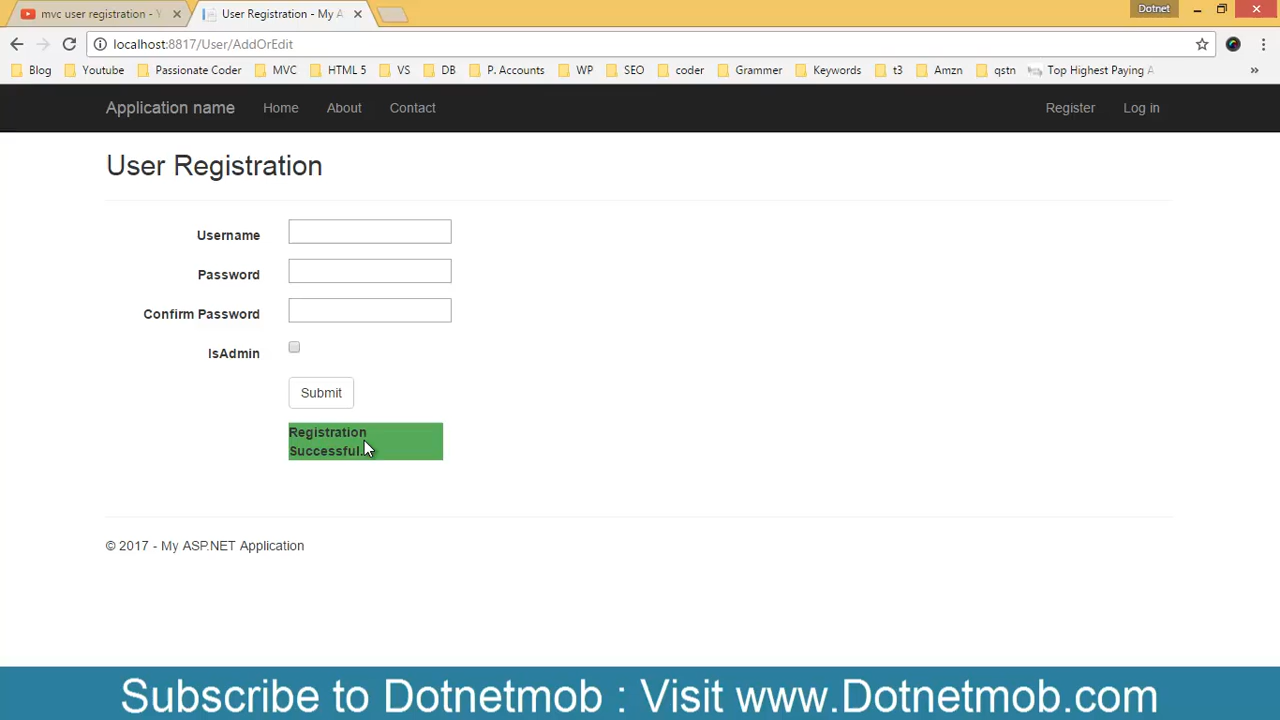 mvc user registration - Y
User Registration - My A
Dotnet
localhost:8817/User/AddOrEdit
Blog Youtube Passionate Coder MVC HTML 5 VS DB P. Accounts WP SEO coder Grammer Keywords t3 Amzn qstn Top Highest Paying A »
Application name Home About Contact Register Log in
User Registration
Username
Password
Confirm Password
IsAdmin
Submit
Registration
Successful.
© 2017 - My ASP.NET Application
Subscribe to Dotnetmob : Visit www.Dotnetmob.com